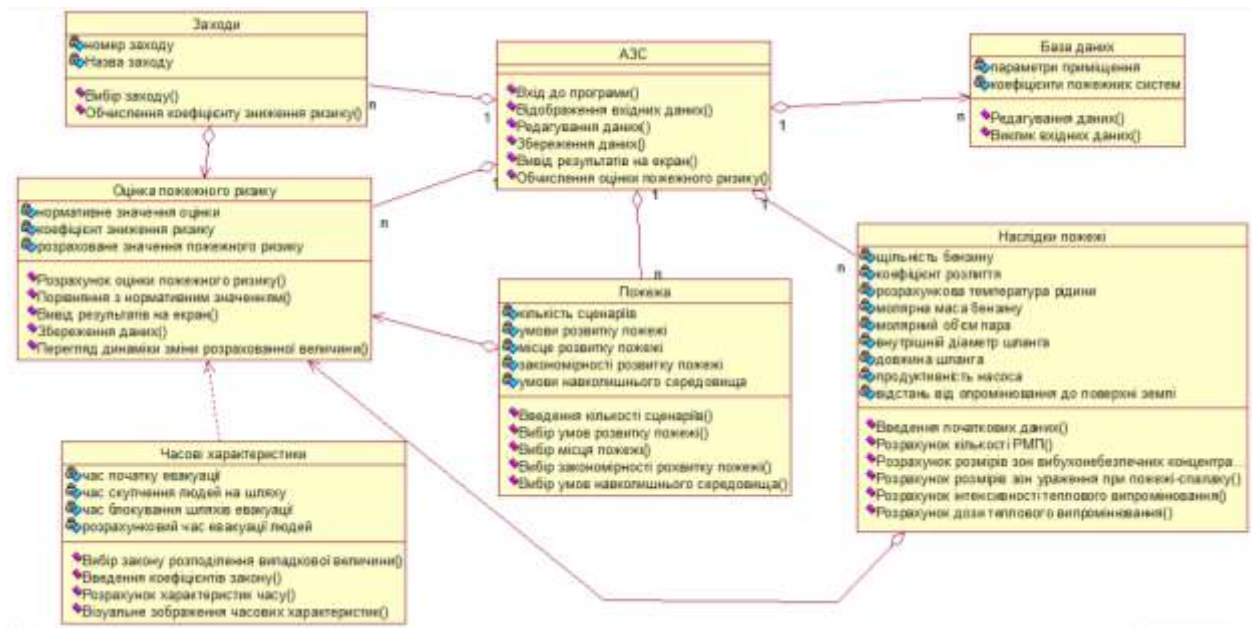 Заходи
номер заходу
Назва заходу
Вибір заходу()
Обчислення коефіцієнту зниження ризику()
n
1
АЗС
Вхід до програми()
Відображення вхідних даних()
Редагування даних()
Збереження даних()
Вивід результатів на екран()
Обчислення оцінки пожежного ризику()
1
n
База даних
параметри приміщення
коефіцієнти пожежних систем
Редагування даних()
Виклик вхідних даних()
Оцінка пожежного ризику
нормативне значення оцінки
коефіцієнт зниження ризику
розраховане значення пожежного ризику
Розрахунок оцінки пожежного ризику()
Порівняння з нормативним значенням()
Вивід результатів на екран()
Збереження даних()
Перегляд динаміки зміни розрахованної величини()
n
1
1
n
1
n
Пожежа
кількість сценаріїв
умови розвитку пожежі
місце розвитку пожежі
закономірності розвитку пожежі
умови навколишнього середовища
Введення кількості сценаріїв()
Вибір умов розвитку пожежі()
Вибір місця пожежі()
Вибір закономірності розвитку пожежі()
Вибір умов навколишнього середовища()
Наслідки пожежі
щільність бензину
коефіцієнт розлиття
розрахункова температура рідини
молярна маса бензину
молярний об'єм пара
внутрішній діаметр шланга
довжина шланга
продуктивність насоса
відстань від опромінювання до поверхні землі
Введення початкових даних()
Розрахунок кількості РМП()
Розрахунок розмірів зон вибухонебезпечних концентра...
Розрахунок розмірів зон ураження при пожежі-спалаху()
Розрахунок інтенсивності теплового випромінювання()
Розрахунок дози теплового випромінювання()
Часові характеристики
час початку евакуації
час скупчення людей на шляху
час блокування шляхів евакуації
розрахунковий час евакуації людей
Вибір закону розподілення випадкової величини()
Введення коефіцієнтів закону()
Розрахунок характеристик часу()
Візуальне зображення часових характеристик()